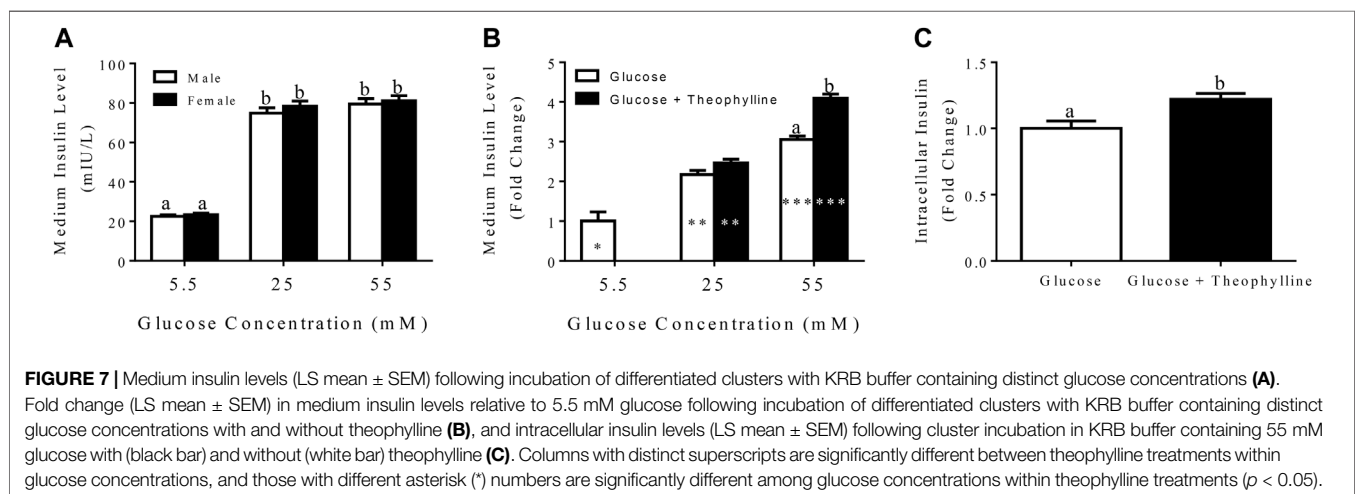 A
B
C
100
80
60
40
20
0
Medium Insulin Level
(mIU/L)
Male
Female
a a
b b
b b
5.5 25 55
Glucose Concentration (mM)
5
4
3
2
1
0
Medium Insulin Level
(Fold Change)
Glucose
Glucose + Theophylline
*
** **
a
b
*** ***
5.5 25 55
Glucose Concentration (mM)
1.5
1.0
0.5
0.0
Intracellular Insulin
(Fold Change)
a
b
Glucose Glucose + Theophylline
FIGURE 7 | Medium insulin levels (LS mean ± SEM) following incubation of differentiated clusters with KRB buffer containing distinct glucose concentrations (A).
Fold change (LS mean ± SEM) in medium insulin levels relative to 5.5 mM glucose following incubation of differentiated clusters with KRB buffer containing distinct
glucose concentrations with and without theophylline (B), and intracellular insulin levels (LS mean ± SEM) following cluster incubation in KRB buffer containing 55 mM
glucose with (black bar) and without (white bar) theophylline (C). Columns with distinct superscripts are significantly different between theophylline treatments within
glucose concentrations, and those with different asterisk (*) numbers are significantly different among glucose concentrations within theophylline treatments (p < 0.05).